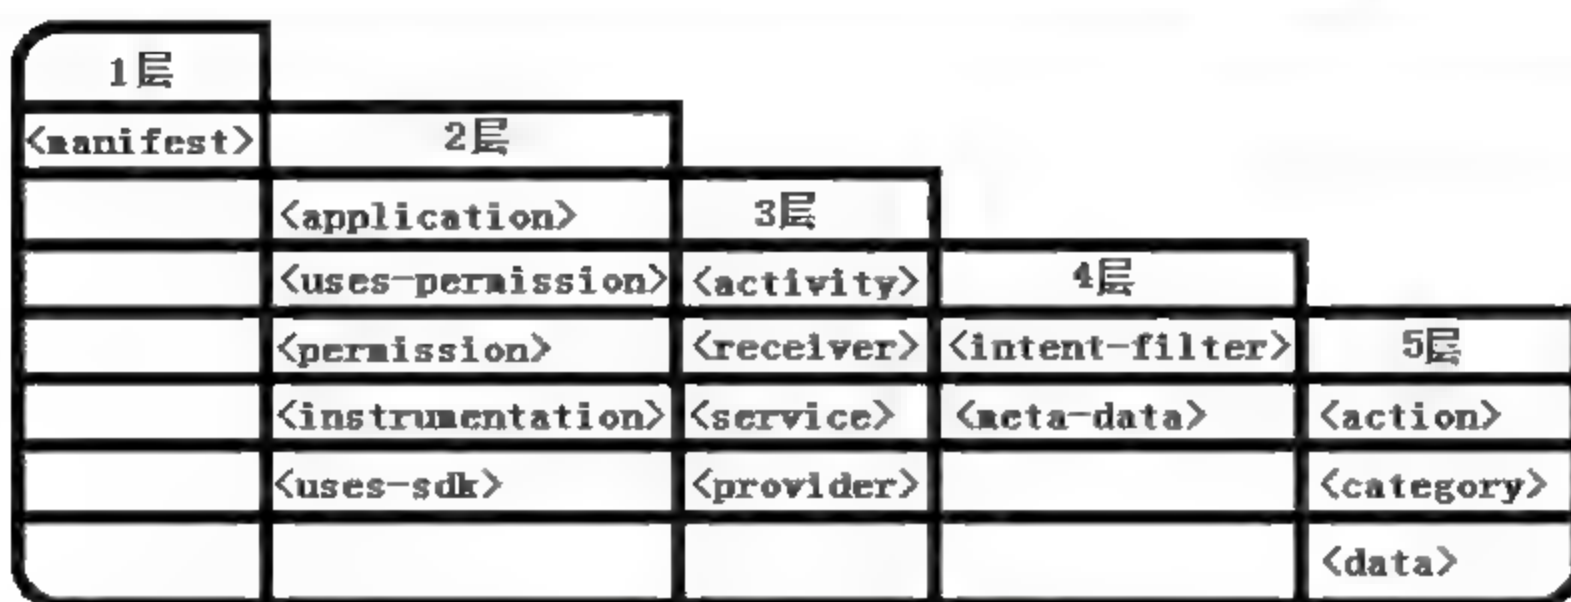 1层
<manifest> 2层
<application> 3层
<uses-permission> <activity> 4层
<permission> <receiver> <intent-filter> 5层
<instrumentation> <service> <meta-data> <action>
<uses-sdk> <provider> <category>
<data>